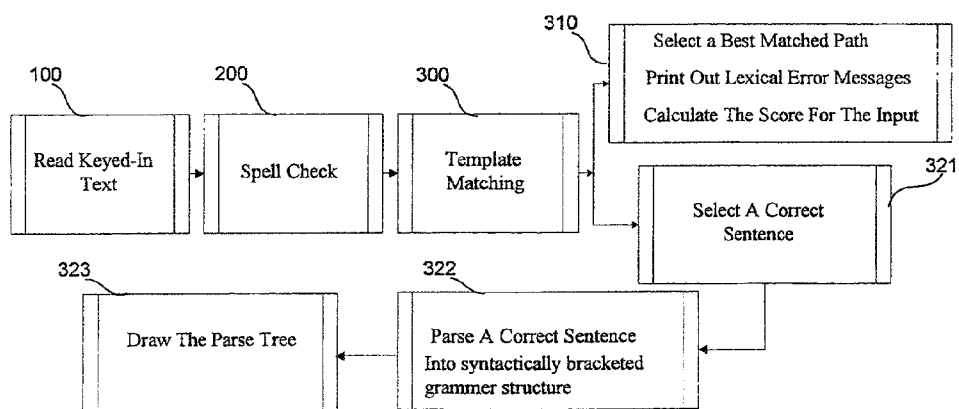 310
Select a Best Matched Path
Print Out Lexical Error Messages
Calculate The Score For The Input
100
Read Keyed-In
Text
200
Spell Check
300
Template
Matching
321
Select A Correct
Sentence
323
Draw The Parse Tree
322
Parse A Correct Sentence
Into syntactically bracketed
grammer structure